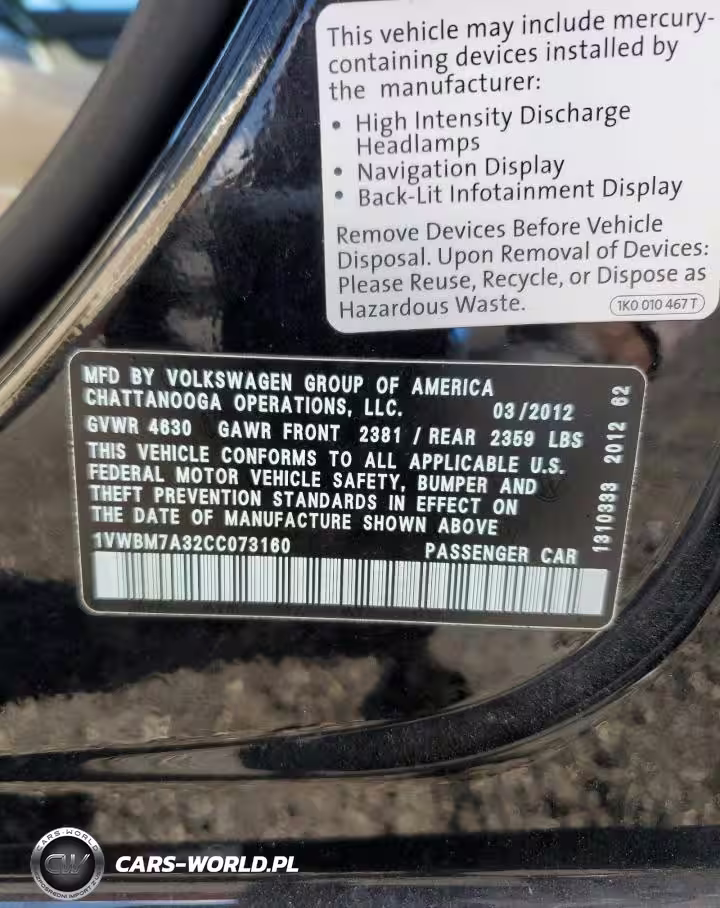 This vehicle may include mercury-
containing devices installed by
the manufacturer:
• High Intensity Discharge
Headlamps
• Navigation Display
• Back-Lit Infotainment Display
Remove Devices Before Vehicle
Disposal. Upon Removal of Devices:
Please Reuse, Recycle, or Dispose as
Hazardous Waste.
1K0 010 467 T
MFD BY VOLKSWAGEN GROUP OF AMERICA
CHATTANOOGA OPERATIONS, LLC. 03/2012
GVWR 4630 GAWR FRONT 2381 / REAR 2359 LBS
THIS VEHICLE CONFORMS TO ALL APPLICABLE U.S.
FEDERAL MOTOR VEHICLE SAFETY, BUMPER AND
THEFT PREVENTION STANDARDS IN EFFECT ON
THE DATE OF MANUFACTURE SHOWN ABOVE
1VWBM7A32CC073160 PASSENGER CAR
1310333 2012 62
CARS-WORLD
CW
CARS-WORLD.PL